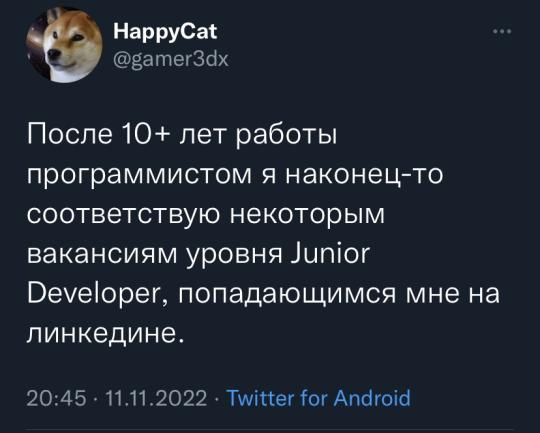 HappyCat
@gamer3dx
После 10+ лет работы
программистом я наконец-то
соответствую некоторым
вакансиям уровня Junior
Developer, попадающимся мне на
линкедине.
20:45 · 11.11.2022 · Twitter for Android